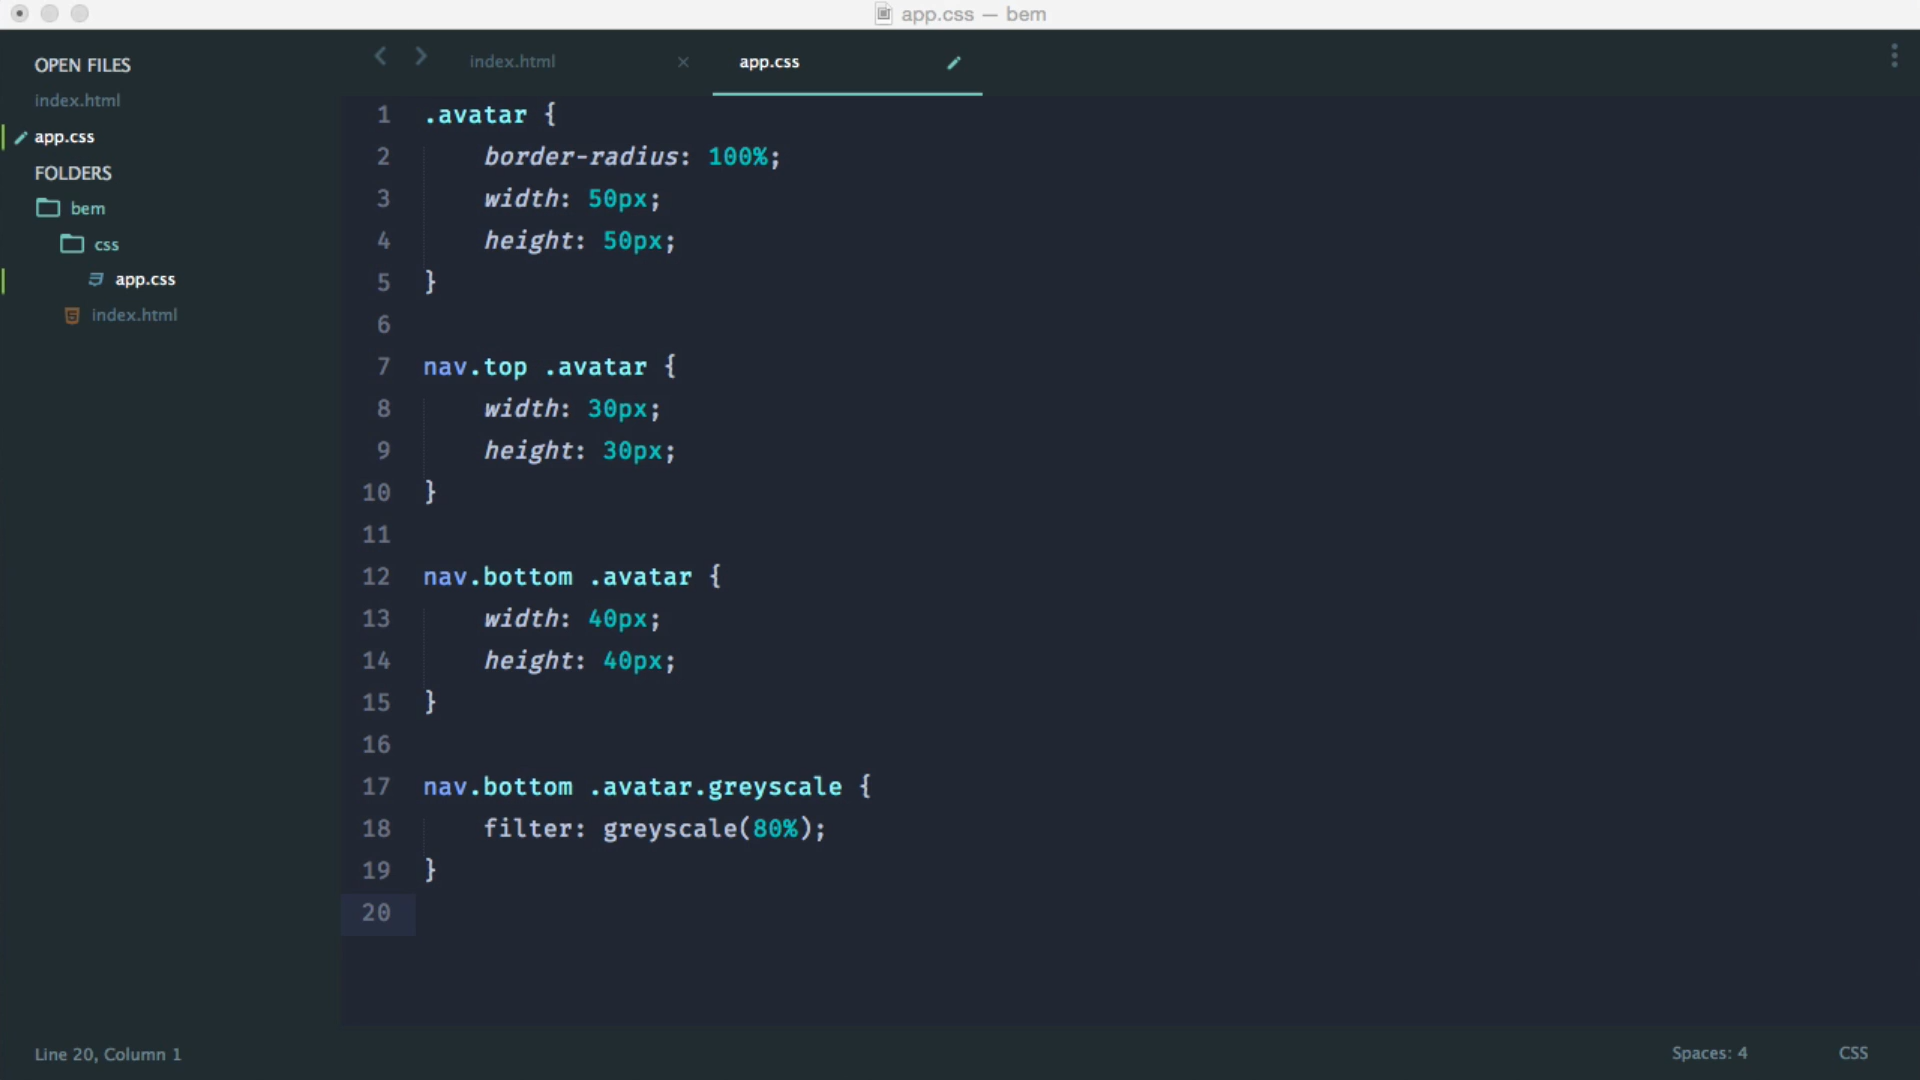 app.css — bem
OPEN FILES
index.html
app.css
FOLDERS
bem
css
app.css
index.html
index.html
app.css
1 .avatar {
2 border-radius: 100%;
3 width: 50px;
4 height: 50px;
5 }
6
7 nav.top .avatar {
8 width: 30px;
9 height: 30px;
10 }
11
12 nav.bottom .avatar {
13 width: 40px;
14 height: 40px;
15 }
16
17 nav.bottom .avatar.greyscale {
18 filter: greyscale(80%);
19 }
20
Line 20, Column 1
Spaces: 4
CSS